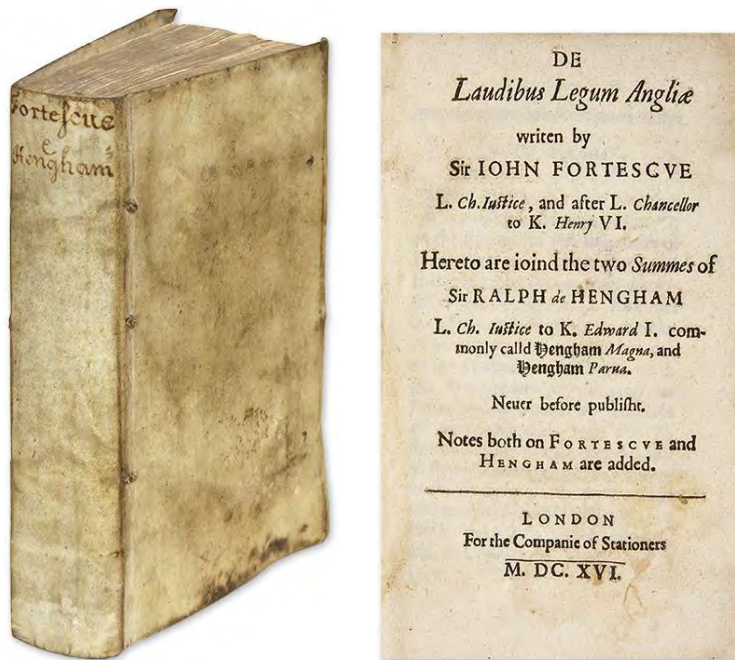 Fortescue
e
Hengham
DE
Laudibus Legum Angliæ
writen by
Sir IOHN FORTESCVE
L. Ch. Iuſtice, and after L. Chancellor
to K. Henry VI.
Hereto are ioind the two Summes of
Sir RALPH de HENGHAM
L. Ch. Iuſtice to K. Edward I. com-
monly calld Hengham Magna, and
Hengham Parua.
Neuer before publiſht.
Notes both on FORTESCVE and
HENGHAM are added.
LONDON
For the Companie of Stationers
M. DC. XVI.